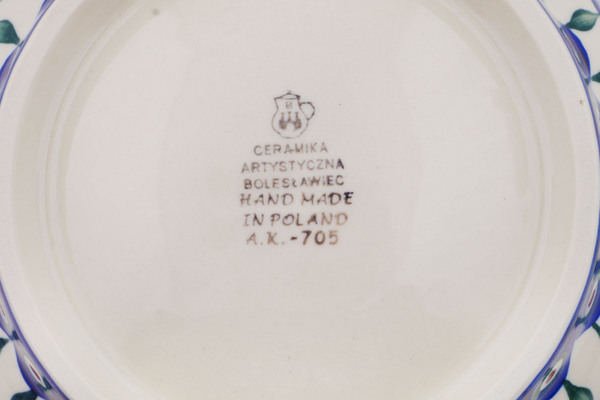 CERAMIKA
ARTYSTYCZNA
BOLESŁAWIEC
HAND MADE
IN POLAND
A.K.-705